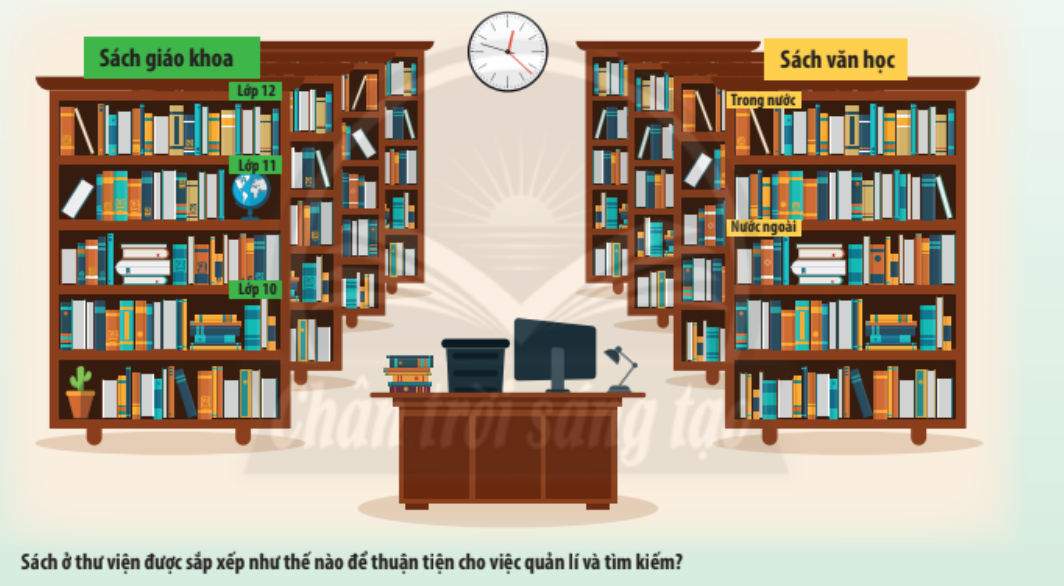 Sách giáo khoa
Sách văn học
Lớp 12
Trong nước
Lớp 11
Nước ngoài
Lớp 10
Chân trời sáng tạo
Sách ở thư viện được sắp xếp như thế nào để thuận tiện cho việc quản lí và tìm kiếm?